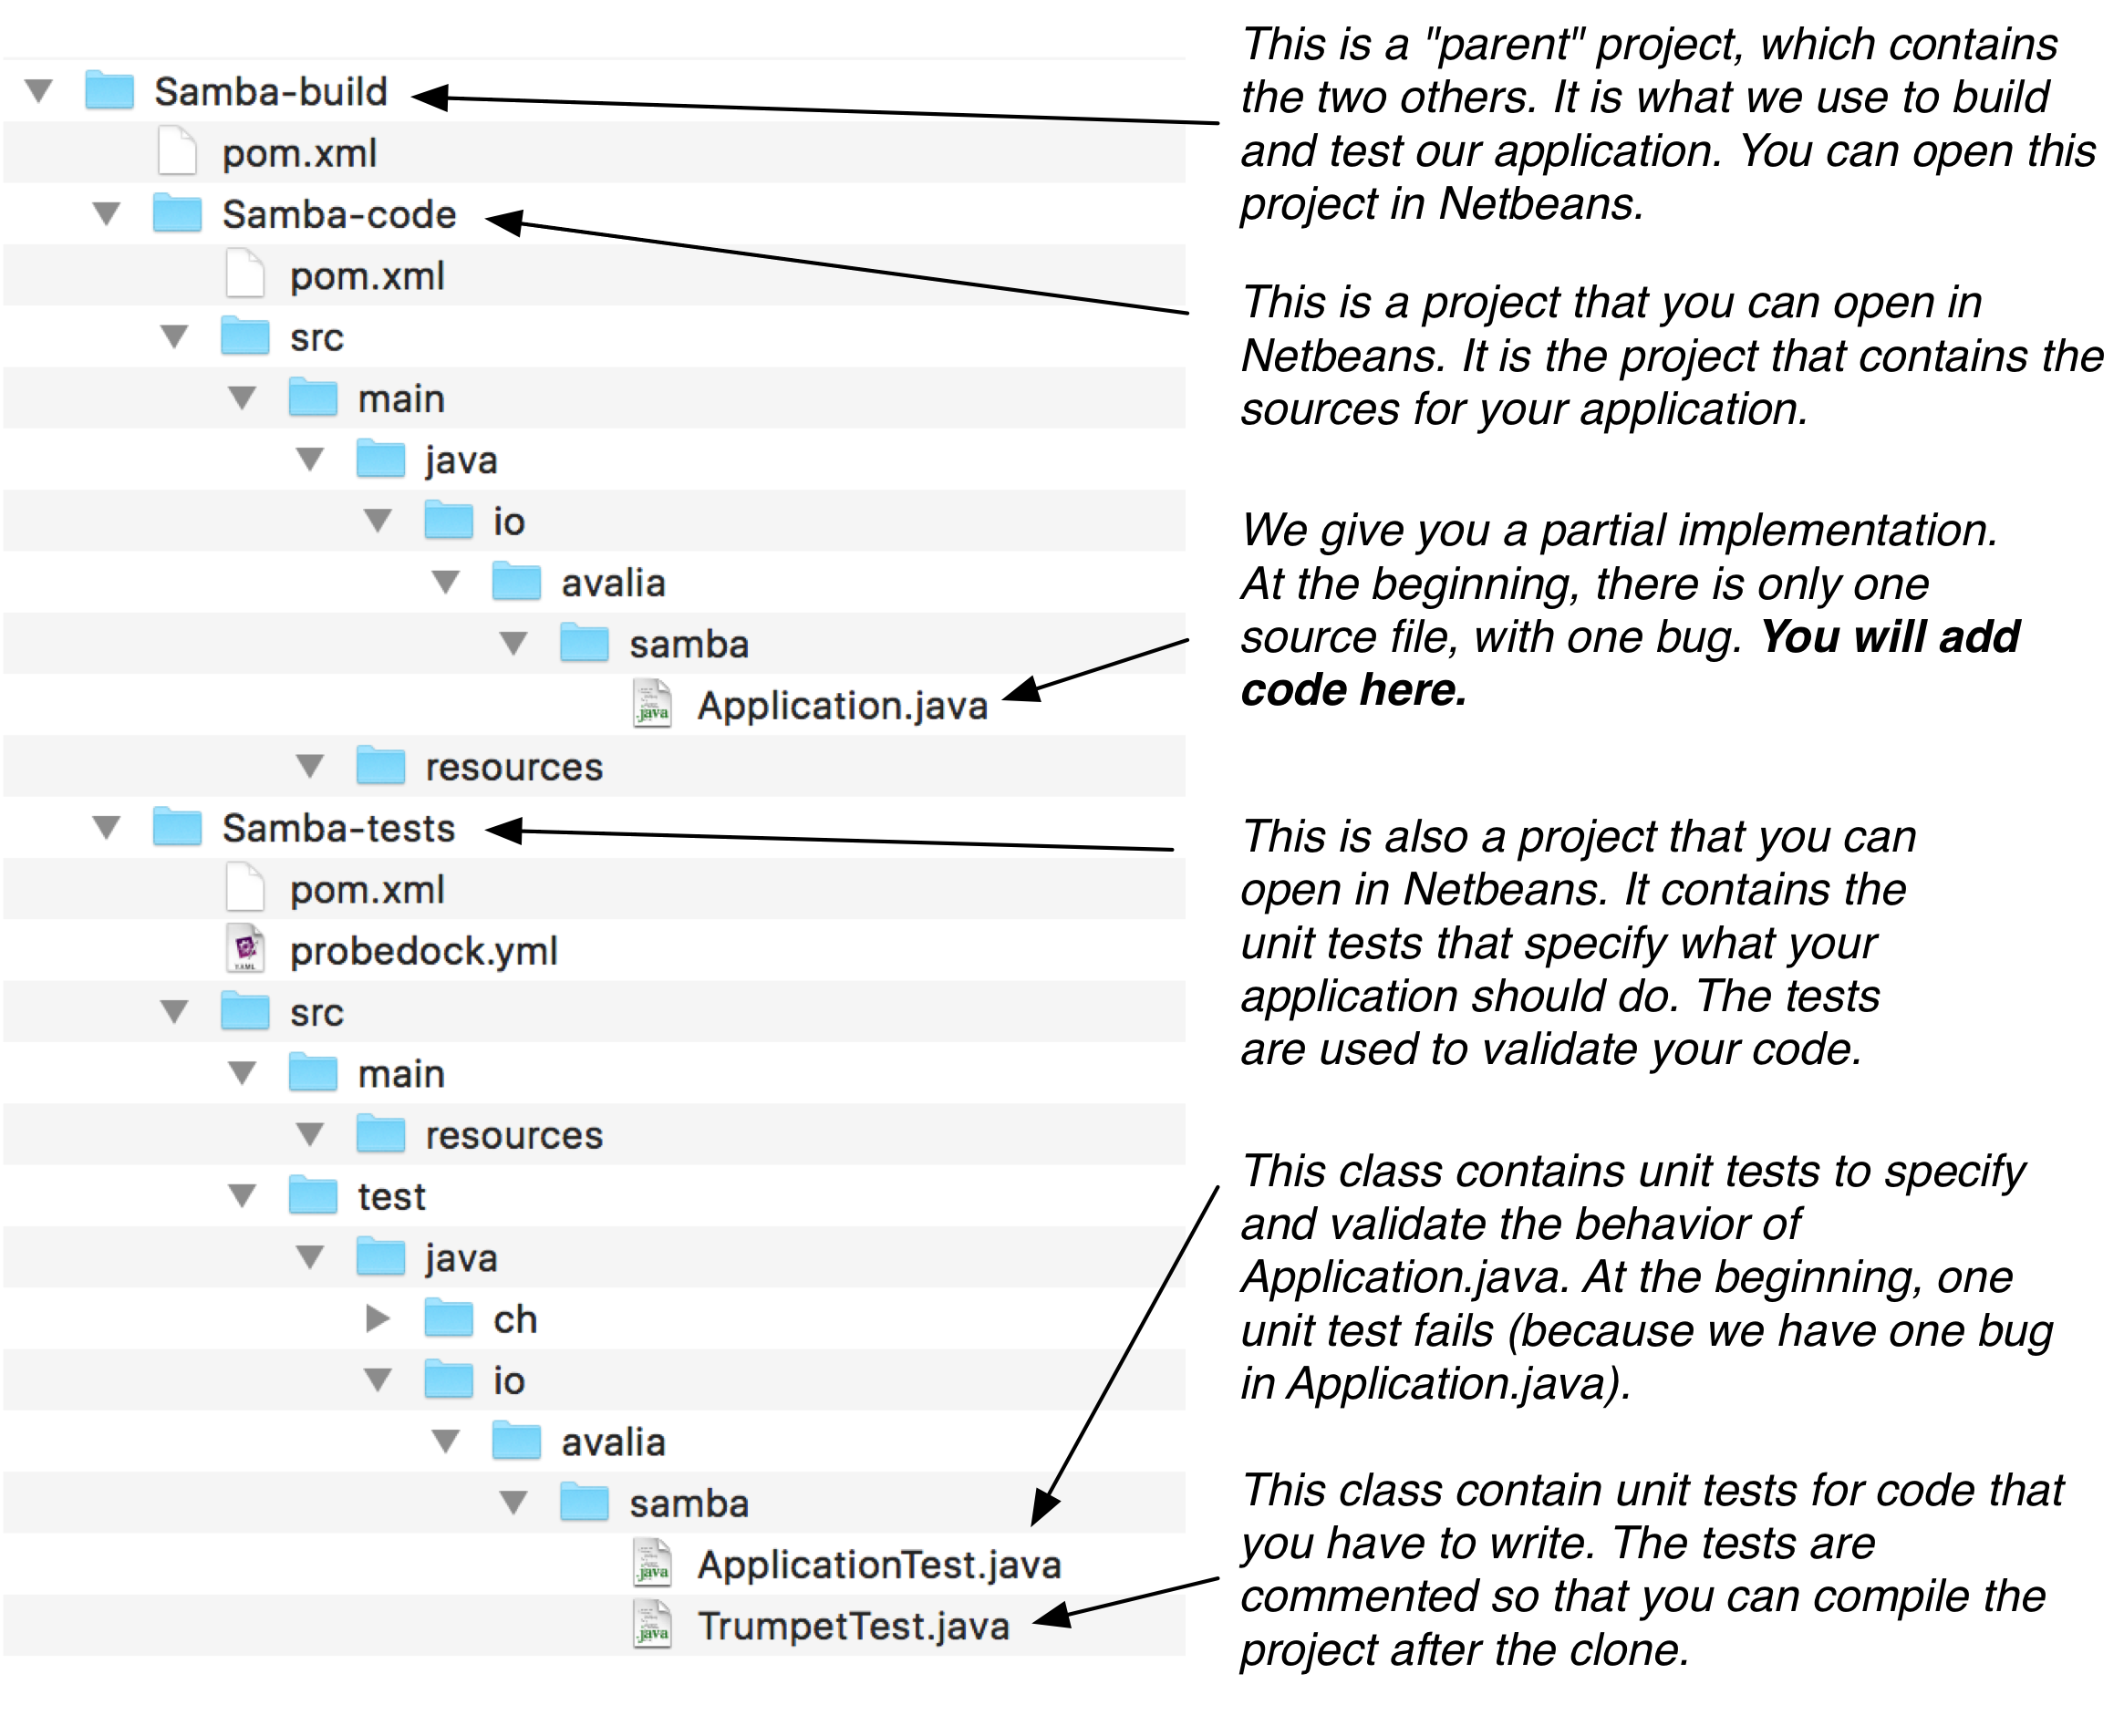 Samba-build
pom.xml
Samba-code
pom.xml
src
main
java
io
avalia
samba
Application.java
resources
Samba-tests
pom.xml
probedock.yml
src
main
resources
test
java
ch
io
avalia
samba
ApplicationTest.java
TrumpetTest.java
This is a "parent" project, which contains
the two others. It is what we use to build
and test our application. You can open this
project in Netbeans.
This is a project that you can open in
Netbeans. It is the project that contains the
sources for your application.
We give you a partial implementation.
At the beginning, there is only one
source file, with one bug. You will add
code here.
This is also a project that you can
open in Netbeans. It contains the
unit tests that specify what your
application should do. The tests
are used to validate your code.
This class contains unit tests to specify
and validate the behavior of
Application.java. At the beginning, one
unit test fails (because we have one bug
in Application.java).
This class contain unit tests for code that
you have to write. The tests are
commented so that you can compile the
project after the clone.